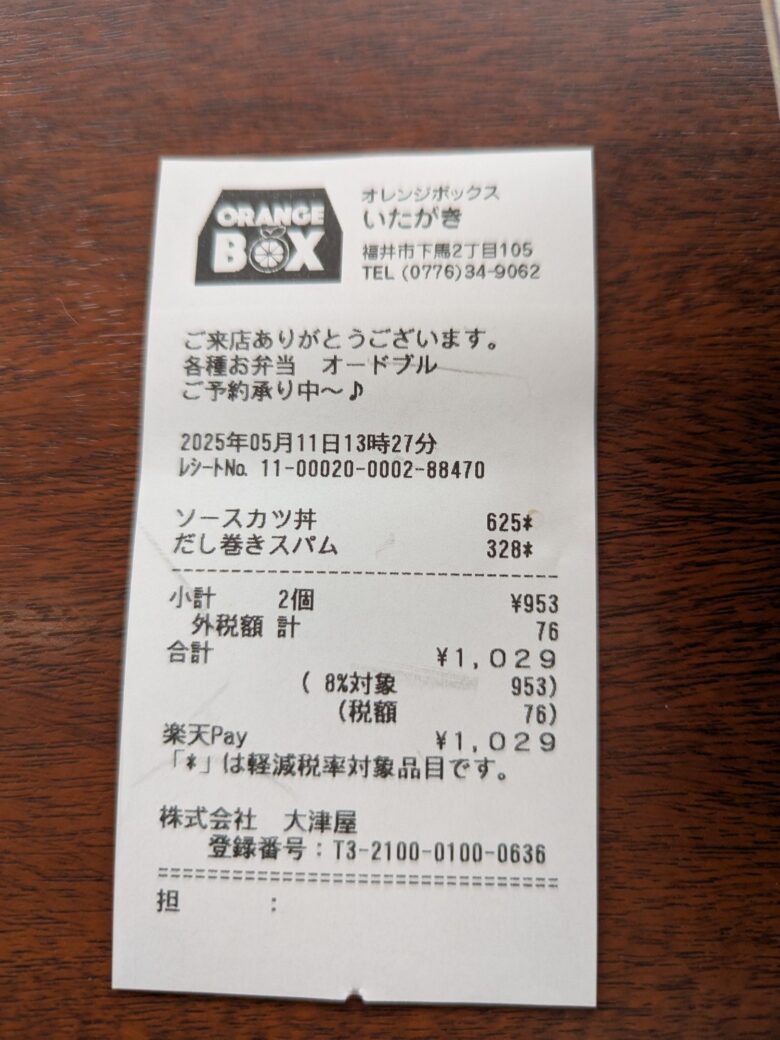 ORANGE
BOX
オレンジボックス
いたがき
福井市下馬2丁目105
TEL (0776)34-9062
ご来店ありがとうございます。
各種お弁当　オードブル
ご予約承り中～♪
2025年05月11日13時27分
ﾚｼｰﾄNo. 11-00020-0002-88470
ソースカツ丼 625*
だし巻きスパム 328*
小計 2個 ¥953
外税額 計 76
合計 ¥1,029
( 8%対象 953)
(税額 76)
楽天Pay ¥1,029
「*」は軽減税率対象品目です。
株式会社　大津屋
登録番号：T3-2100-0100-0636
担　　　：